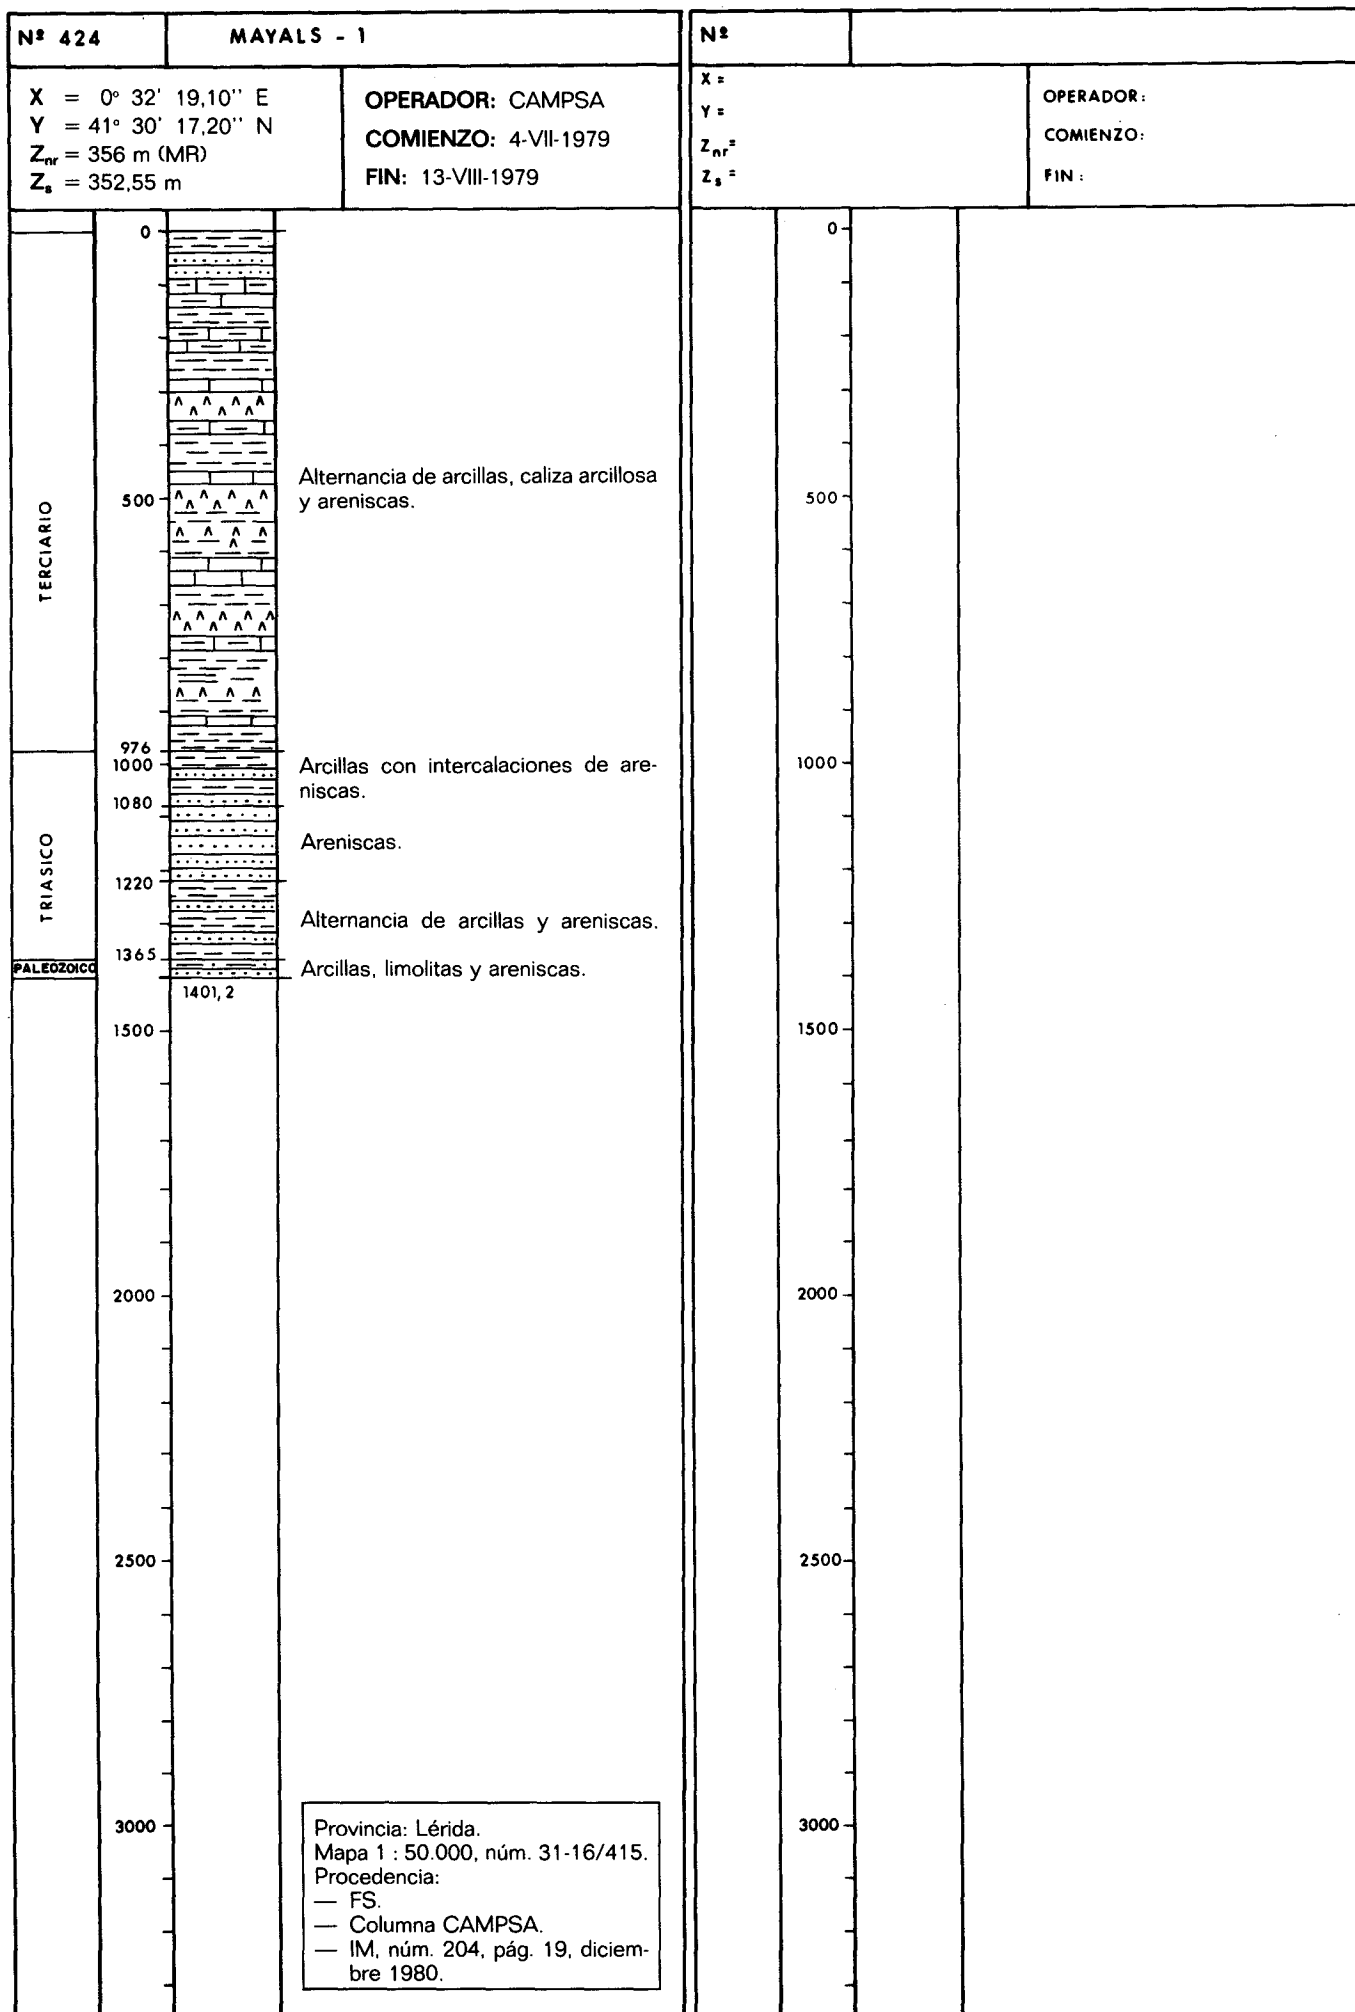 Nº 424
MAYALS - 1
X = 0° 32' 19,10'' E
Y = 41° 30' 17,20'' N
Znr = 356 m (MR)
Zs = 352,55 m
OPERADOR: CAMPSA
COMIENZO: 4-VII-1979
FIN: 13-VIII-1979
TERCIARIO
TRIASICO
PALEOZOICO
0
500
976
1000
1080
1220
1365
1401,2
1500
2000
2500
3000
Alternancia de arcillas, caliza arcillosa
y areniscas.
Arcillas con intercalaciones de are-
niscas.
Areniscas.
Alternancia de arcillas y areniscas.
Arcillas, limolitas y areniscas.
Provincia: Lérida.
Mapa 1 : 50.000, núm. 31-16/415.
Procedencia:
— FS.
— Columna CAMPSA.
— IM, núm. 204, pág. 19, diciem-
bre 1980.
Nº
X =
Y =
Znr=
Zs =
OPERADOR:
COMIENZO:
FIN :
0
500
1000
1500
2000
2500
3000